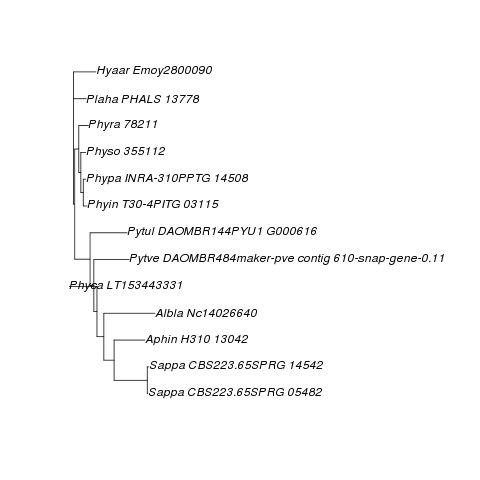 Hyaar Emoy2800090
Plaha PHALS 13778
Phyra 78211
Physo 355112
Phypa INRA-310PPTG 14508
Phyin T30-4PITG 03115
Pytul DAOMBR144PYU1 G000616
Pytve DAOMBR484maker-pve contig 610-snap-gene-0.11
Phyca LT153443331
Albla Nc14026640
Aphin H310 13042
Sappa CBS223.65SPRG 14542
Sappa CBS223.65SPRG 05482